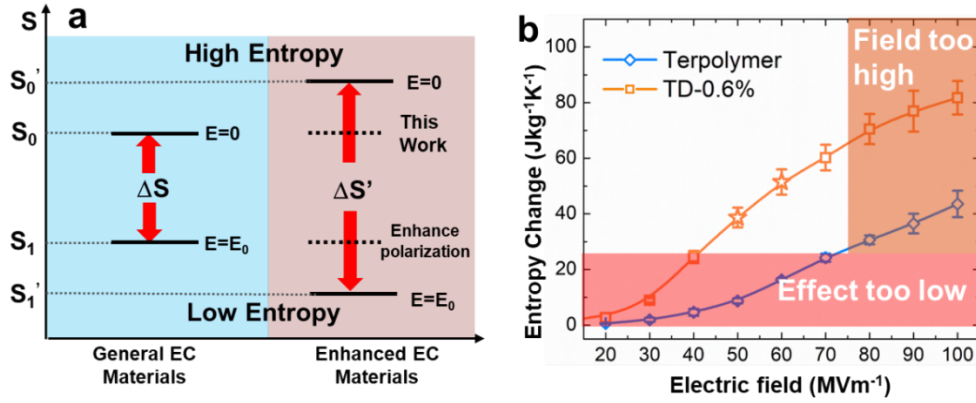 a
S
High Entropy
S₀'
E=0
S₀
E=0
This
Work
ΔS
ΔS'
S₁
E=E₀
Enhance
polarization
S₁'
E=E₀
Low Entropy
General EC
Materials
Enhanced EC
Materials
b
Entropy Change (Jkg⁻¹K⁻¹)
100
80
60
40
20
0
Terpolymer
TD-0.6%
Field too
high
Effect too low
20 30 40 50 60 70 80 90 100
Electric field (MVm⁻¹)